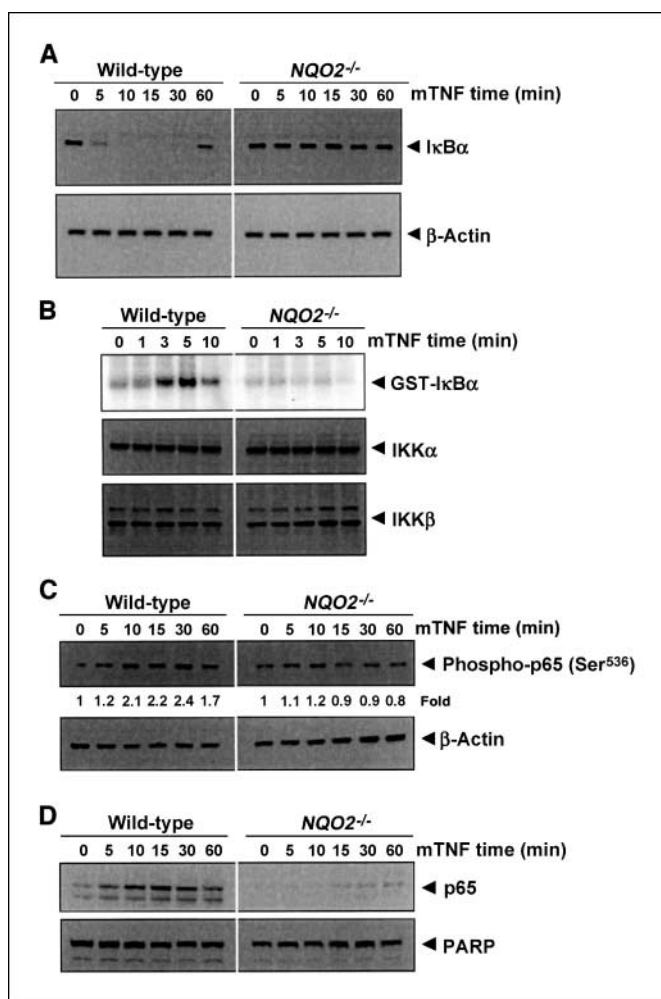 A
Wild-type NQO2-/-
0 5 10 15 30 60 0 5 10 15 30 60 mTNF time (min)
IκBα
β-Actin
B
Wild-type NQO2-/-
0 1 3 5 10 0 1 3 5 10 mTNF time (min)
GST-IκBα
IKKα
IKKβ
C
Wild-type NQO2-/-
0 5 10 15 30 60 0 5 10 15 30 60 mTNF time (min)
Phospho-p65 (Ser536)
1 1.2 2.1 2.2 2.4 1.7 1 1.1 1.2 0.9 0.9 0.8 Fold
β-Actin
D
Wild-type NQO2-/-
0 5 10 15 30 60 0 5 10 15 30 60 mTNF time (min)
p65
PARP